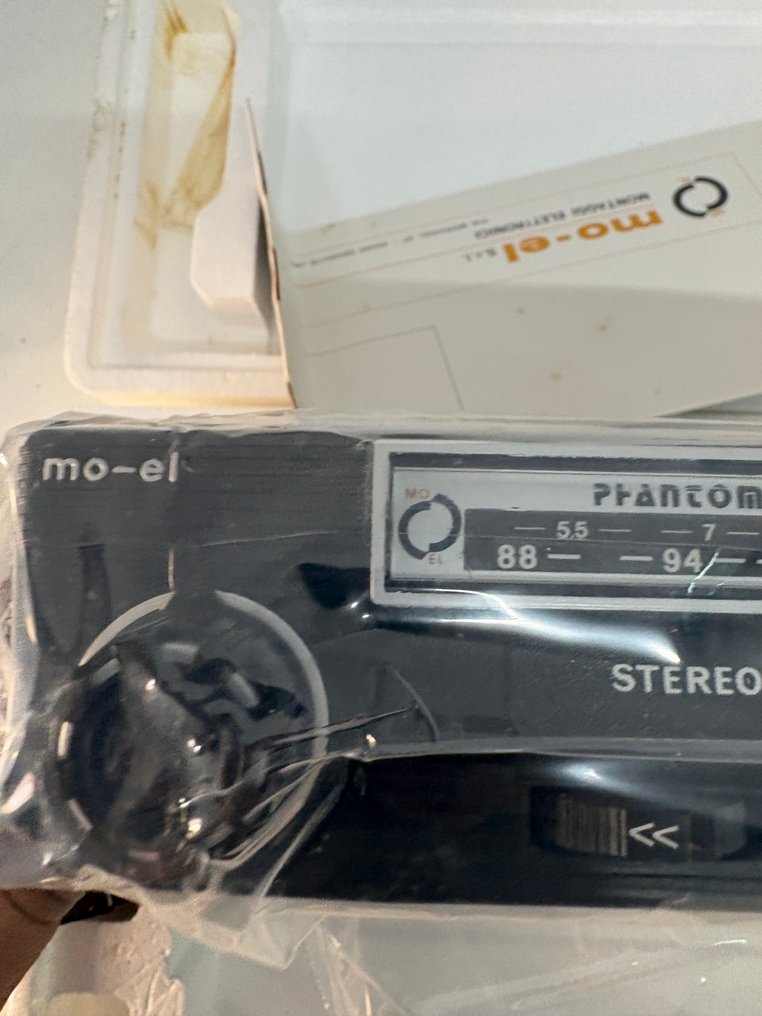 mo-el s.r.l.
MONTAGGI ELETTRONICI
mo-el
MO
EL
PHANTOM
55 7
88 94
STEREO
<<